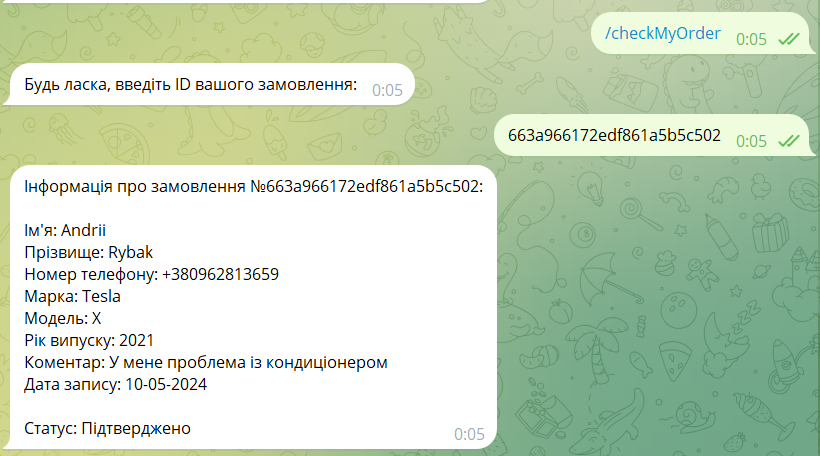 /checkMyOrder 0:05
Будь ласка, введіть ID вашого замовлення: 0:05
663a966172edf861a5b5c502 0:05
Інформація про замовлення №663a966172edf861a5b5c502:
Ім'я: Andrii
Прізвище: Rybak
Номер телефону: +380962813659
Марка: Tesla
Модель: X
Рік випуску: 2021
Коментар: У мене проблема із кондиціонером
Дата запису: 10-05-2024
Статус: Підтверджено 0:05